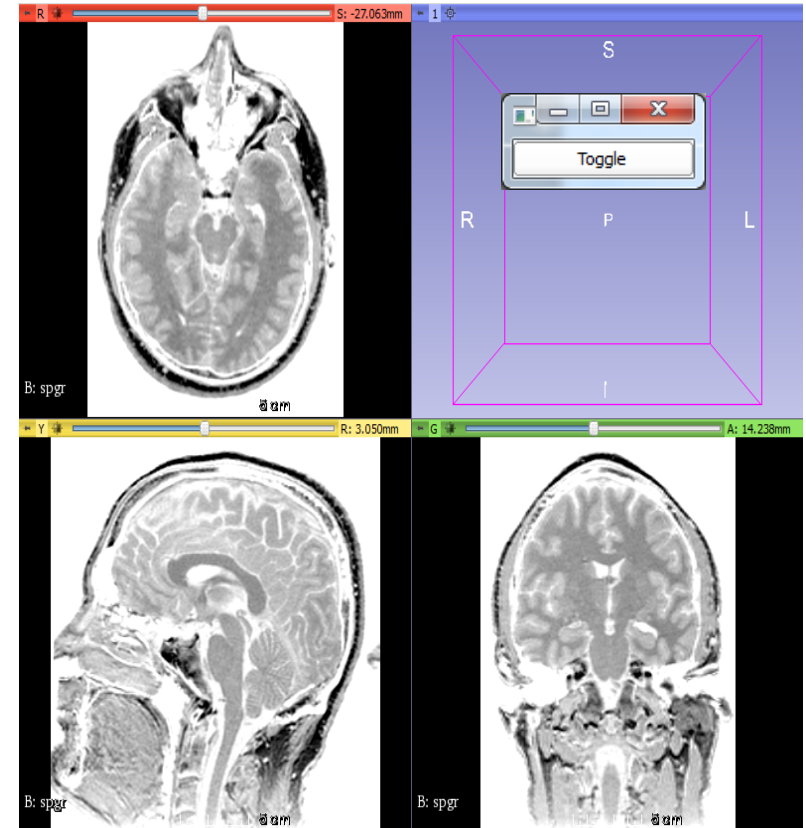 R S: -27.063mm
1
S
Toggle
R P L
I
B: spgr
Y R: 3.050mm
G A: 14.238mm
B: spgr
B: spgr